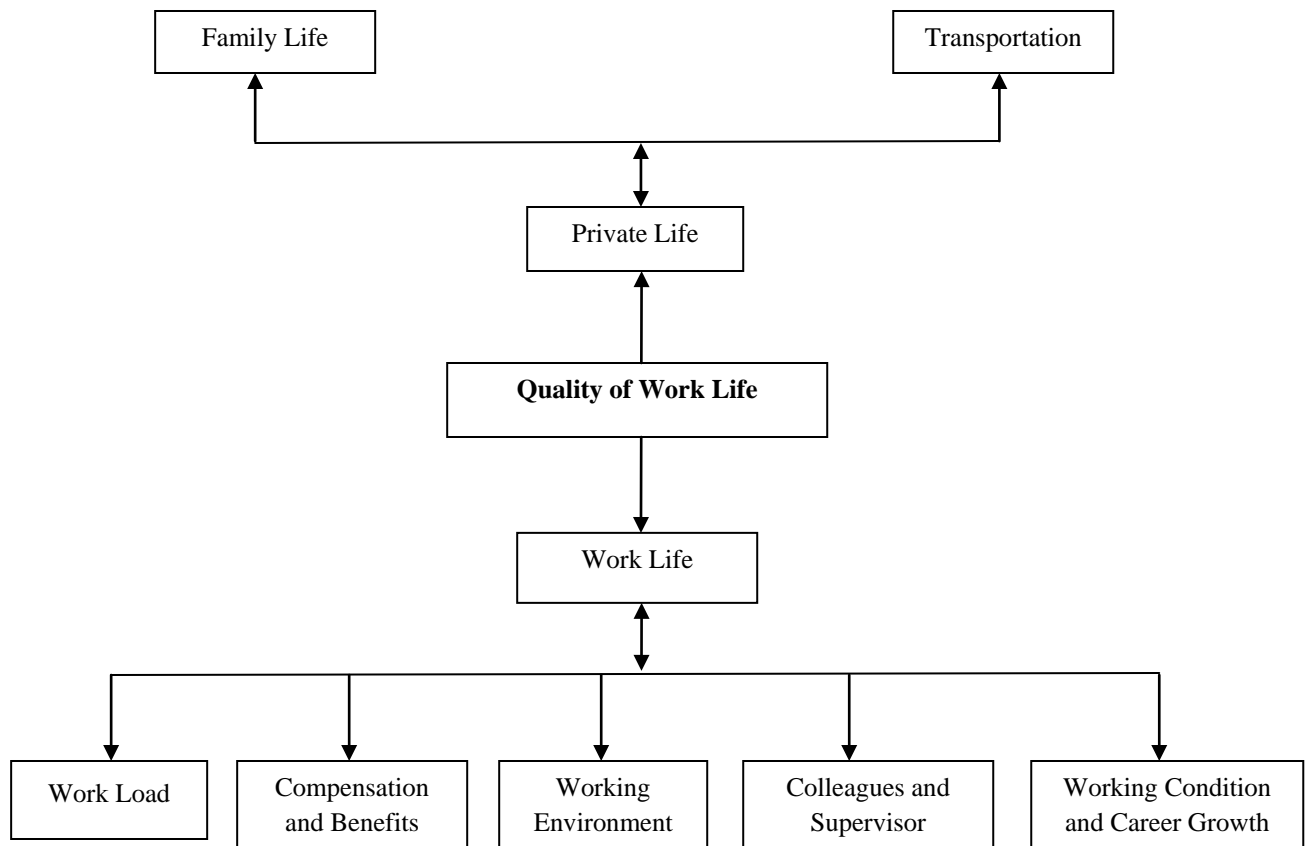 Family Life
Transportation
Private Life
Quality of Work Life
Work Life
Work Load
Compensation
and Benefits
Working
Environment
Colleagues and
Supervisor
Working Condition
and Career Growth